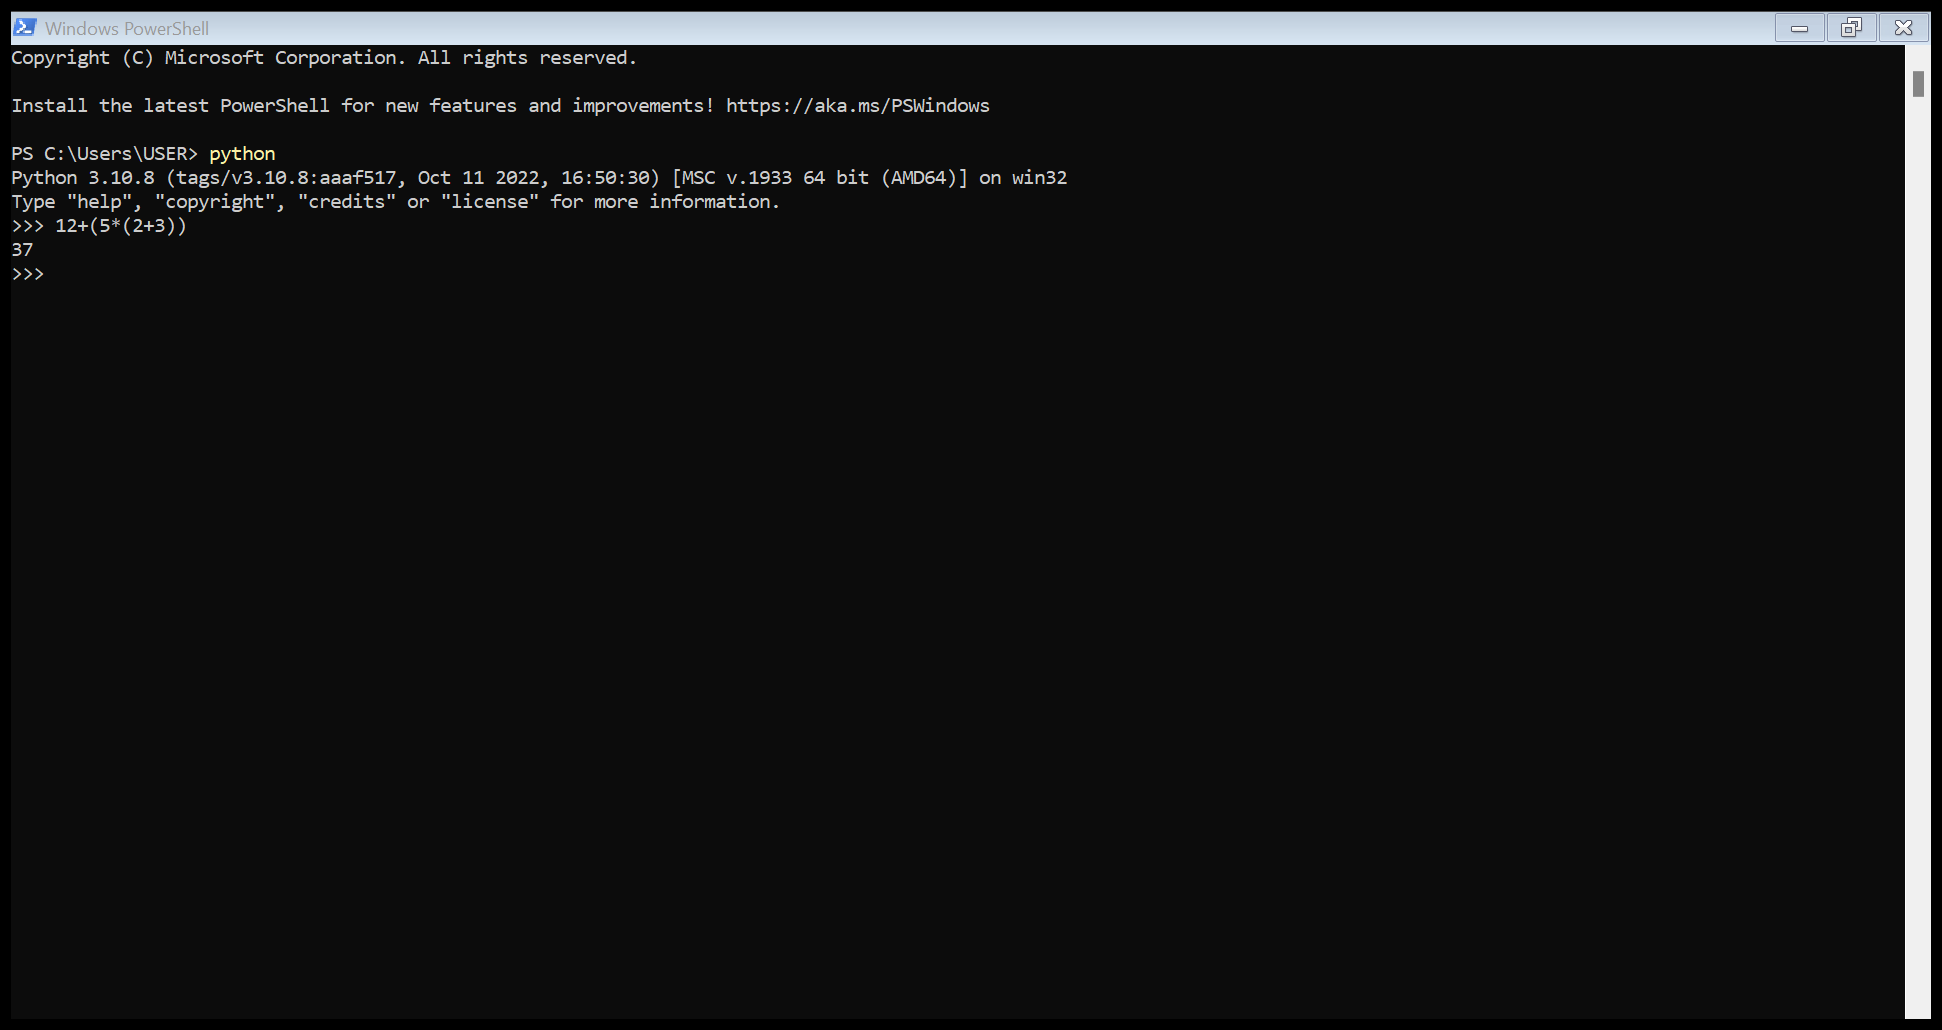 Windows PowerShell
Copyright (C) Microsoft Corporation. All rights reserved.
Install the latest PowerShell for new features and improvements! https://aka.ms/PSWindows
PS C:\Users\USER> python
Python 3.10.8 (tags/v3.10.8:aaaf517, Oct 11 2022, 16:50:30) [MSC v.1933 64 bit (AMD64)] on win32
Type "help", "copyright", "credits" or "license" for more information.
>>> 12+(5*(2+3))
37
>>>